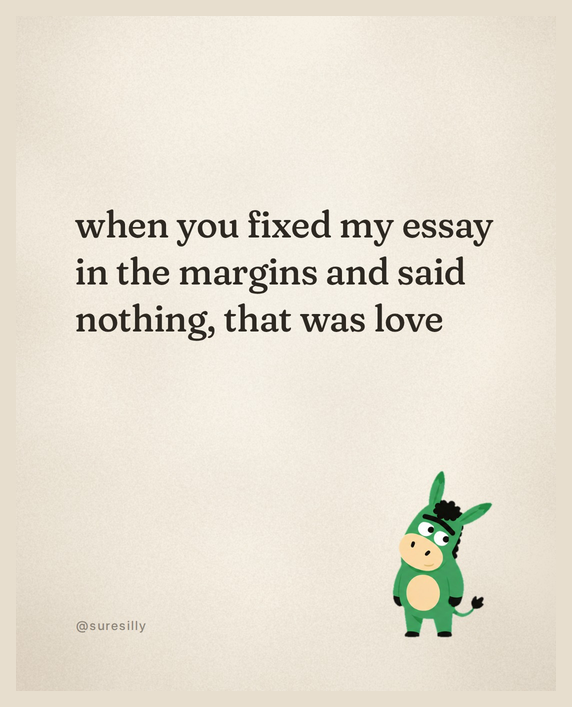 when you fixed my essay
in the margins and said
nothing, that was love
@suresilly